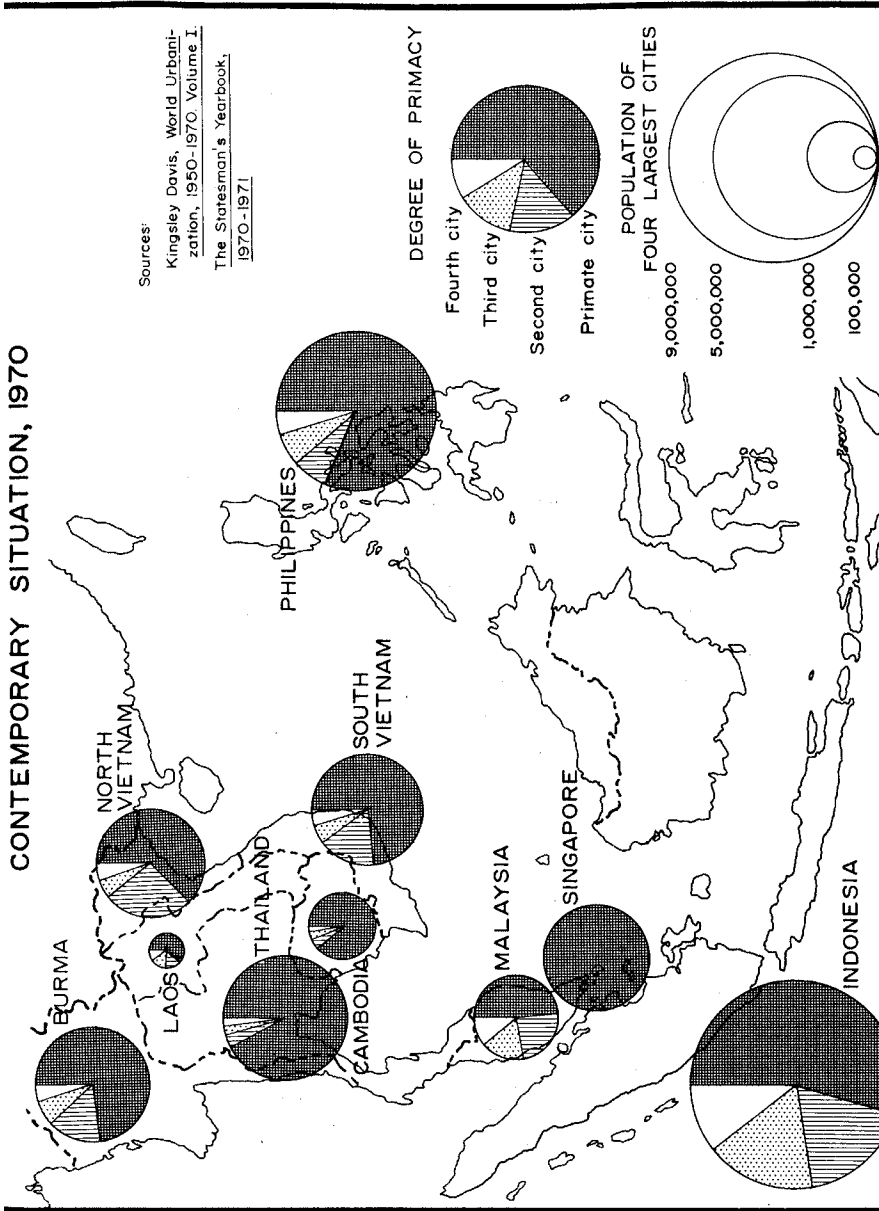 CONTEMPORARY SITUATION, 1970
Sources:
Kingsley Davis, World Urbani-
zation, 1950-1970. Volume I.
The Statesman's Yearbook,
1970-1971
DEGREE OF PRIMACY
Fourth city
Third city
Second city
Primate city
POPULATION OF
FOUR LARGEST CITIES
9,000,000
5,000,000
1,000,000
100,000
BURMA
LAOS
NORTH
VIETNAM
THAILAND
CAMBODIA
SOUTH
VIETNAM
PHILIPPINES
MALAYSIA
SINGAPORE
INDONESIA